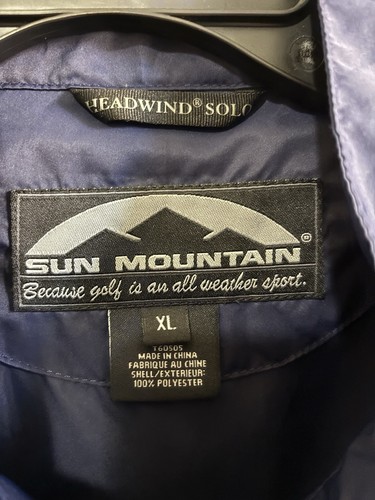 HEADWIND® SOLO
SUN MOUNTAIN®
Because golf is an all weather sport.
XL
T60505
MADE IN CHINA
FABRIQUE AU CHINE
SHELL/EXTERIEUR:
100% POLYESTER